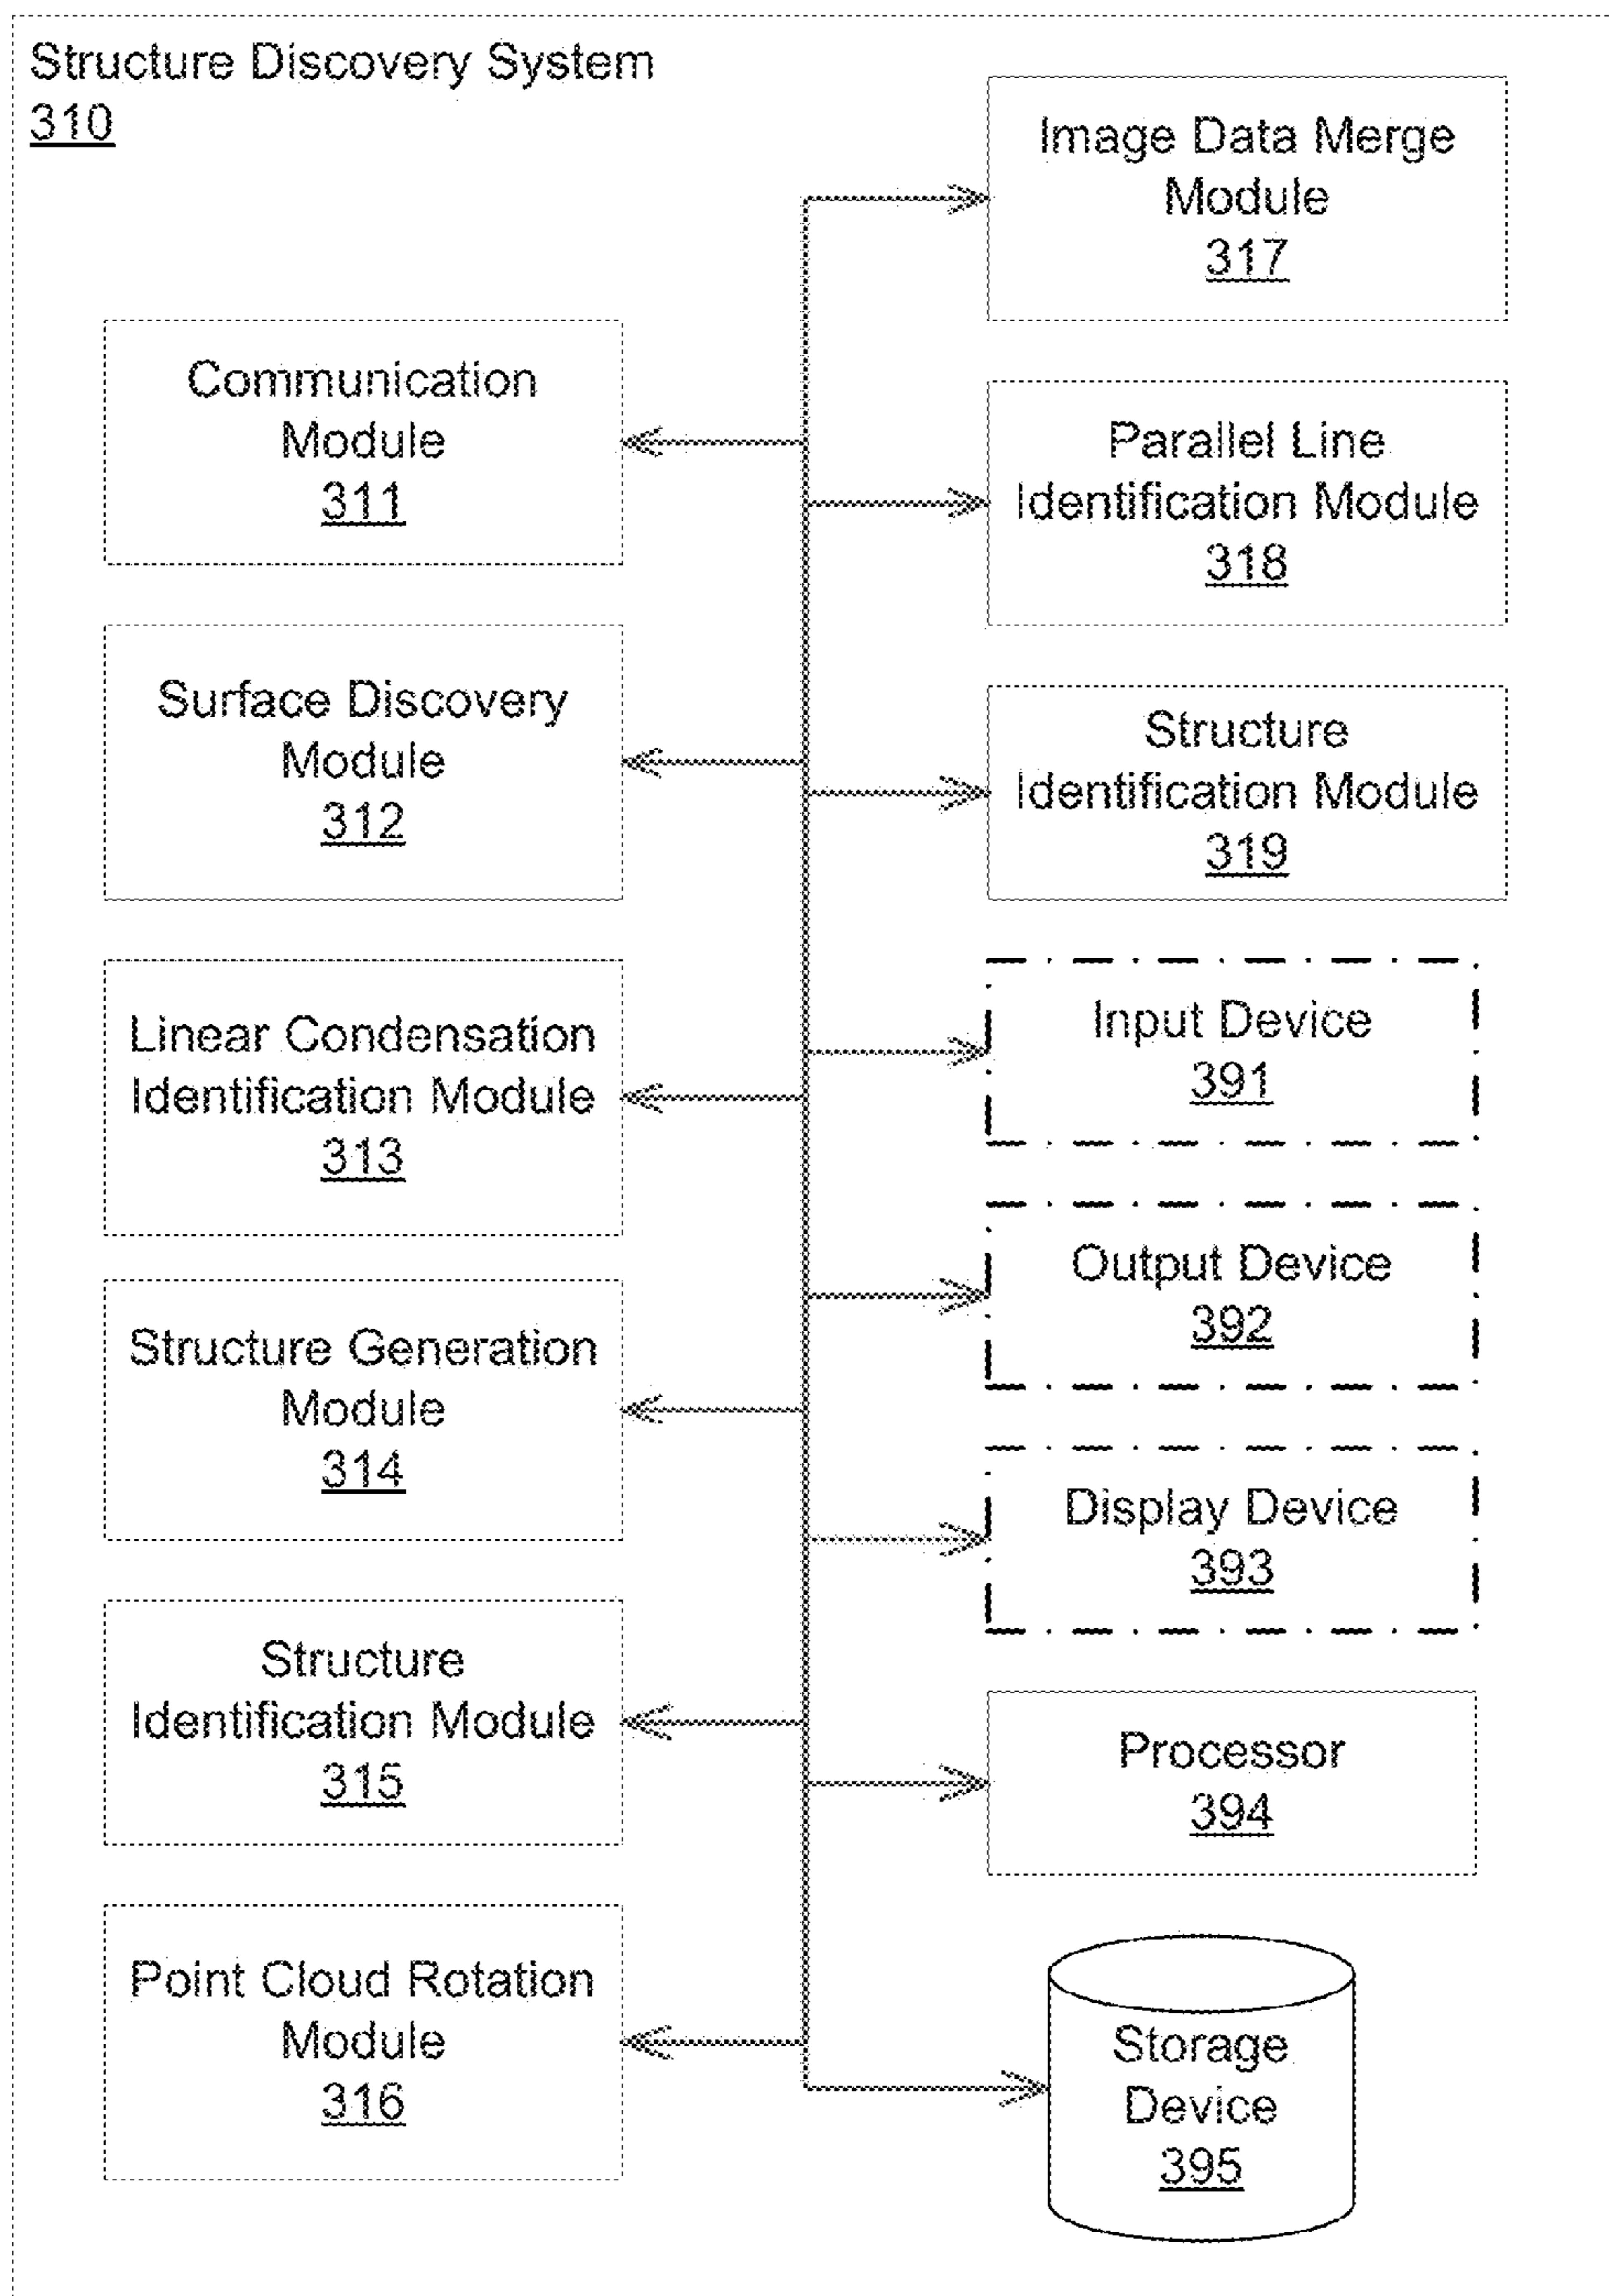 Structure Discovery System
310
Image Data Merge
Module
317
Communication
Module
311
Parallel Line
Identification Module
318
Surface Discovery
Module
312
Structure
Identification Module
319
Linear Condensation
Identification Module
313
Input Device
391
Structure Generation
Module
314
Output Device
392
Display Device
393
Structure
Identification Module
315
Processor
394
Point Cloud Rotation
Module
316
Storage
Device
395